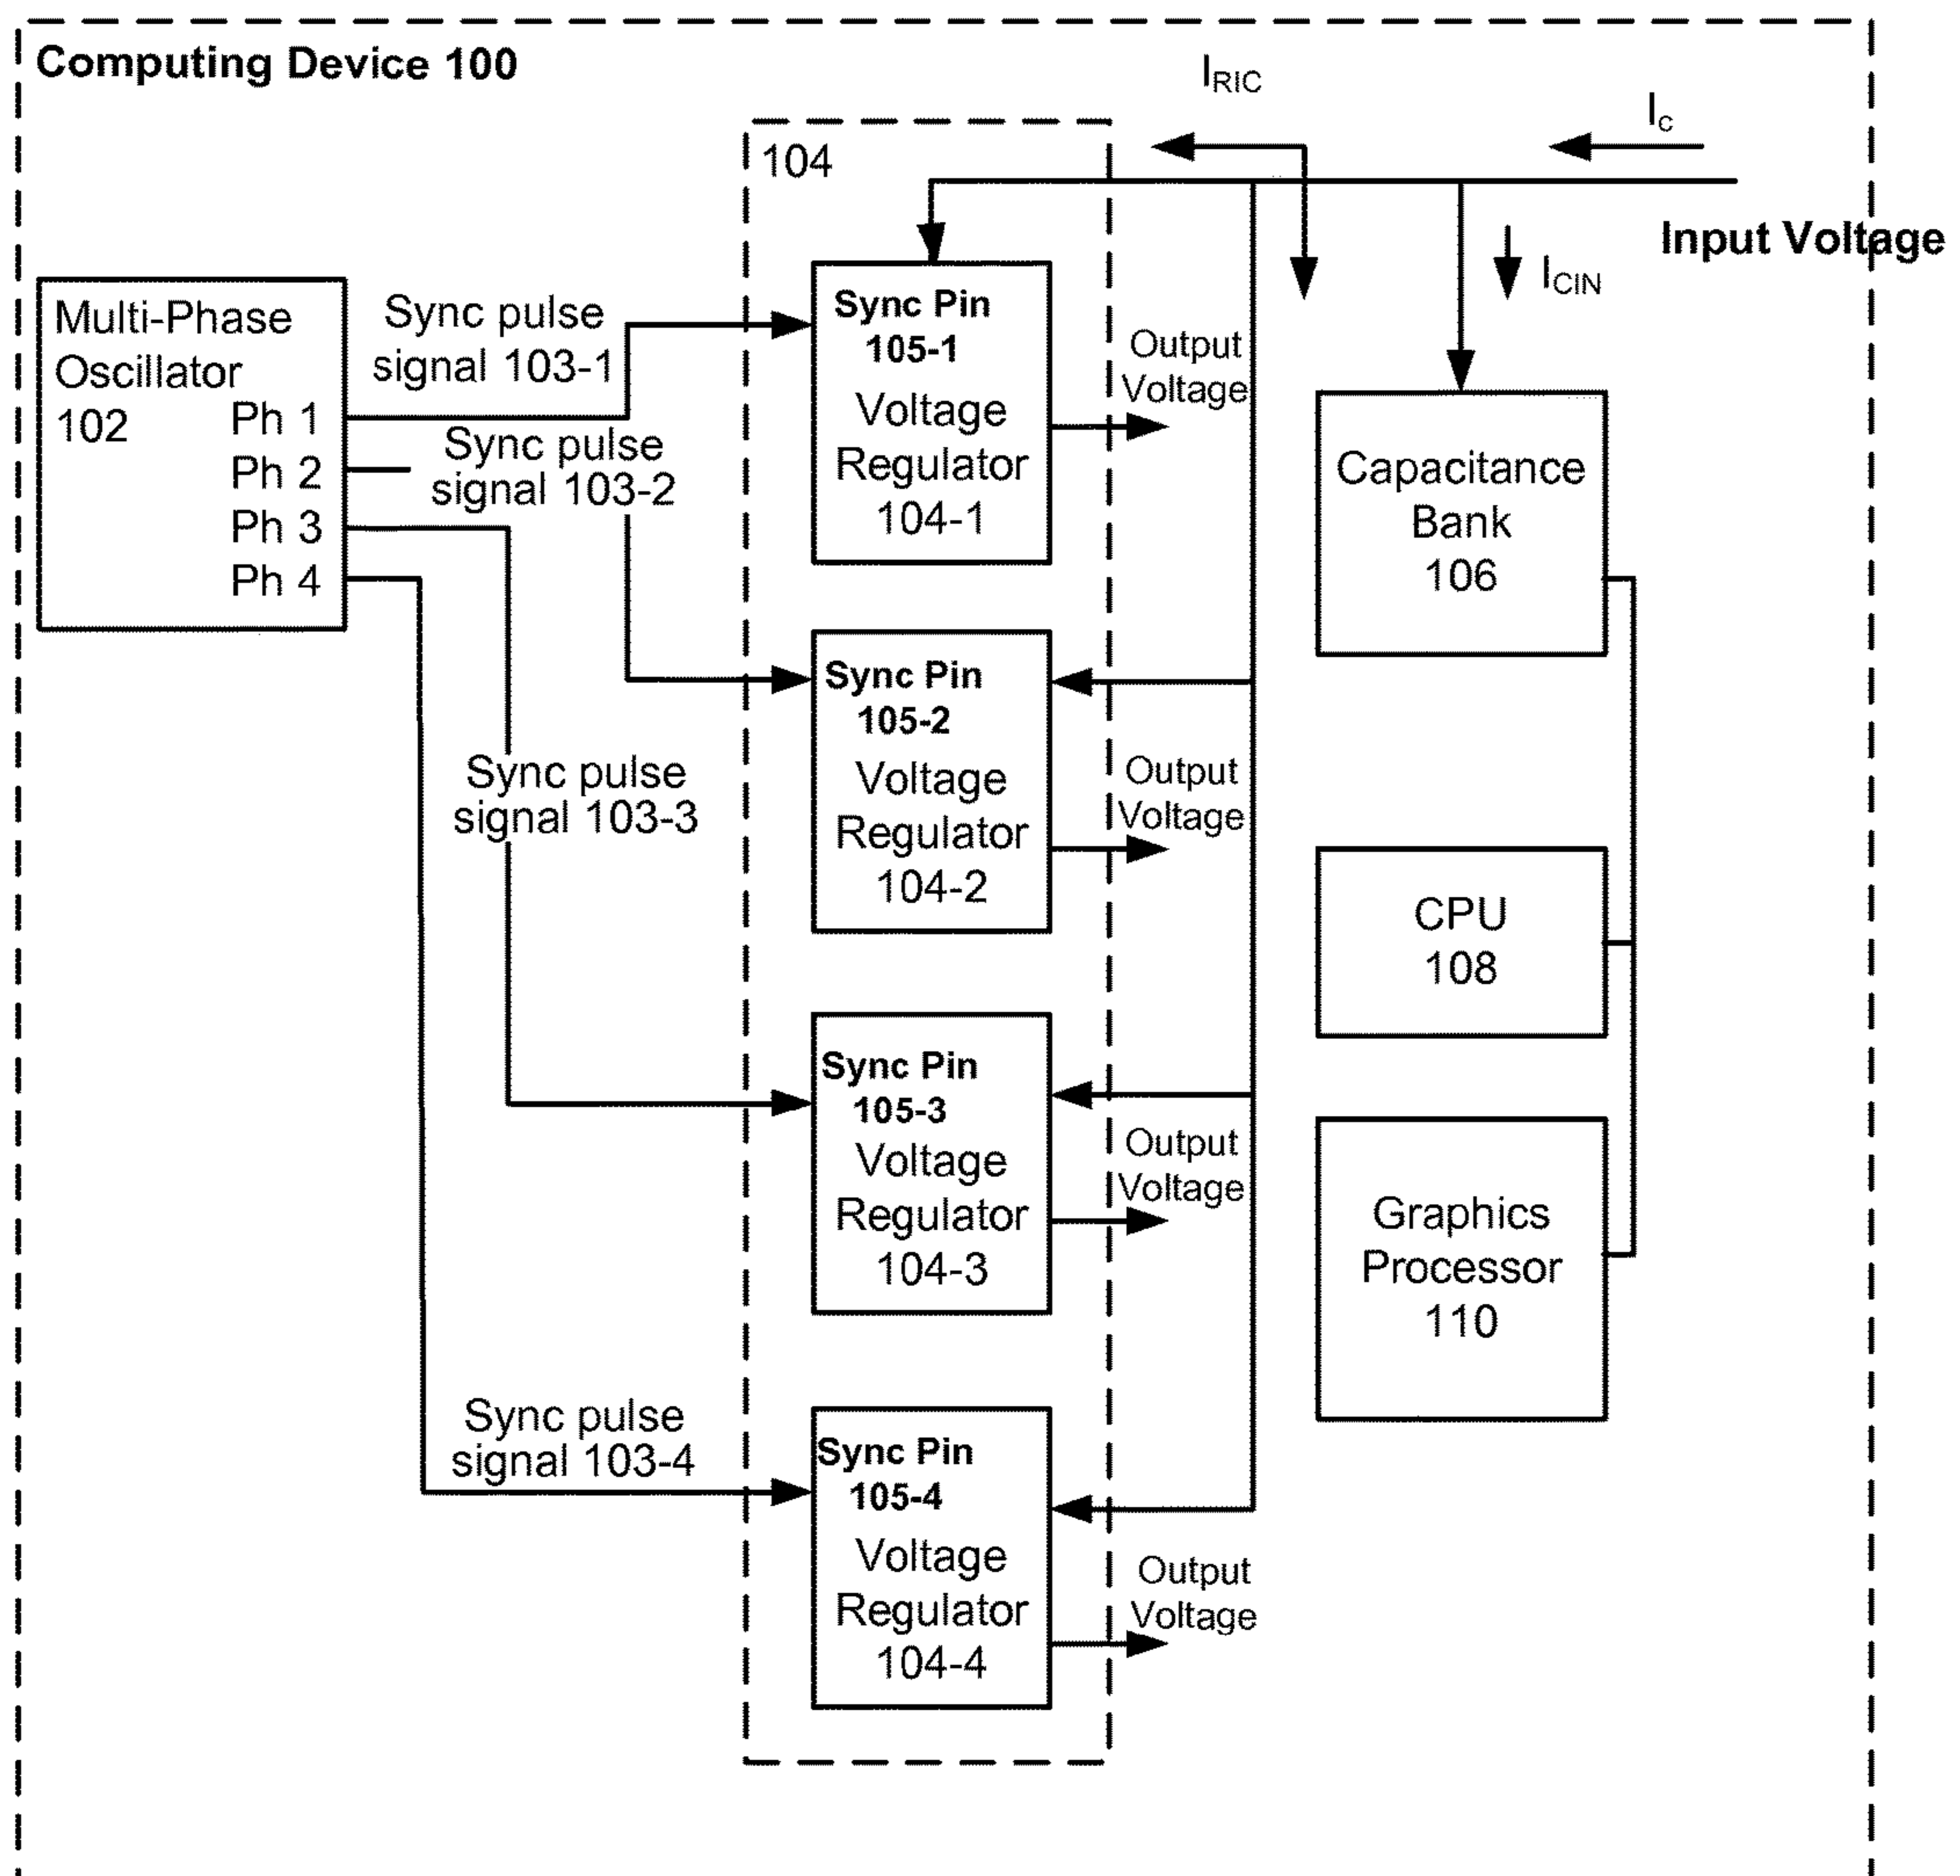 Computing Device 100
I_RIC
I_c
104
Input Voltage
I_CIN
Multi-Phase
Oscillator
102
Ph 1
Ph 2
Ph 3
Ph 4
Sync pulse
signal 103-1
Sync pulse
signal 103-2
Sync pulse
signal 103-3
Sync pulse
signal 103-4
Sync Pin
105-1
Voltage
Regulator
104-1
Output
Voltage
Sync Pin
105-2
Voltage
Regulator
104-2
Output
Voltage
Sync Pin
105-3
Voltage
Regulator
104-3
Output
Voltage
Sync Pin
105-4
Voltage
Regulator
104-4
Output
Voltage
Capacitance
Bank
106
CPU
108
Graphics
Processor
110